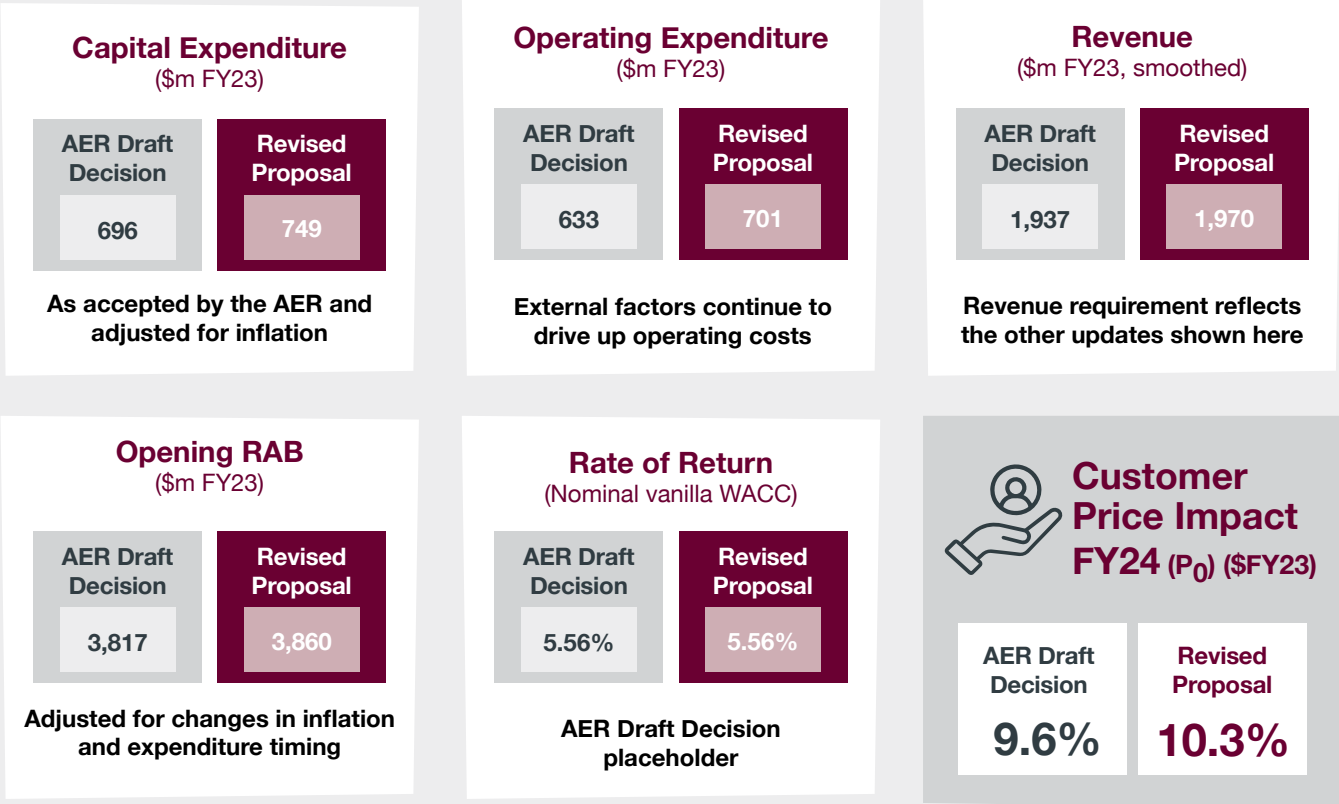 Capital Expenditure
($m FY23)
AER Draft
Decision
696
Revised
Proposal
749
As accepted by the AER and
adjusted for inflation
Operating Expenditure
($m FY23)
AER Draft
Decision
633
Revised
Proposal
701
External factors continue to
drive up operating costs
Revenue
($m FY23, smoothed)
AER Draft
Decision
1,937
Revised
Proposal
1,970
Revenue requirement reflects
the other updates shown here
Opening RAB
($m FY23)
AER Draft
Decision
3,817
Revised
Proposal
3,860
Adjusted for changes in inflation
and expenditure timing
Rate of Return
(Nominal vanilla WACC)
AER Draft
Decision
5.56%
Revised
Proposal
5.56%
AER Draft Decision
placeholder
Customer
Price Impact
FY24 (P0) ($FY23)
AER Draft
Decision
9.6%
Revised
Proposal
10.3%